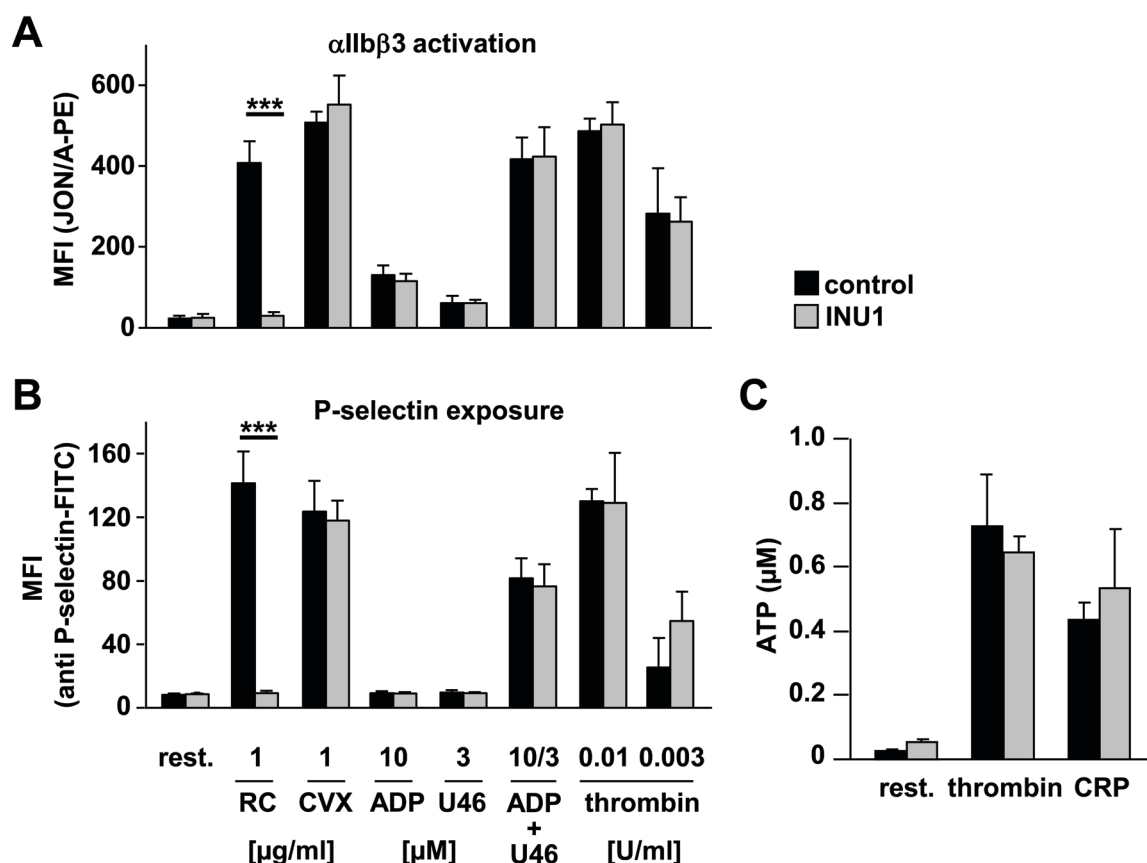 A
αIIbβ3 activation
MFI (JON/A-PE)
600
400
200
0
***
control
INU1
B
P-selectin exposure
MFI
(anti P-selectin-FITC)
160
120
80
40
0
***
rest. 1 1 10 3 10/3 0.01 0.003
RC CVX ADP U46 ADP thrombin
+
[µg/ml] [µM] U46 [U/ml]
C
ATP (µM)
1.0
0.8
0.6
0.4
0.2
0
rest. thrombin CRP